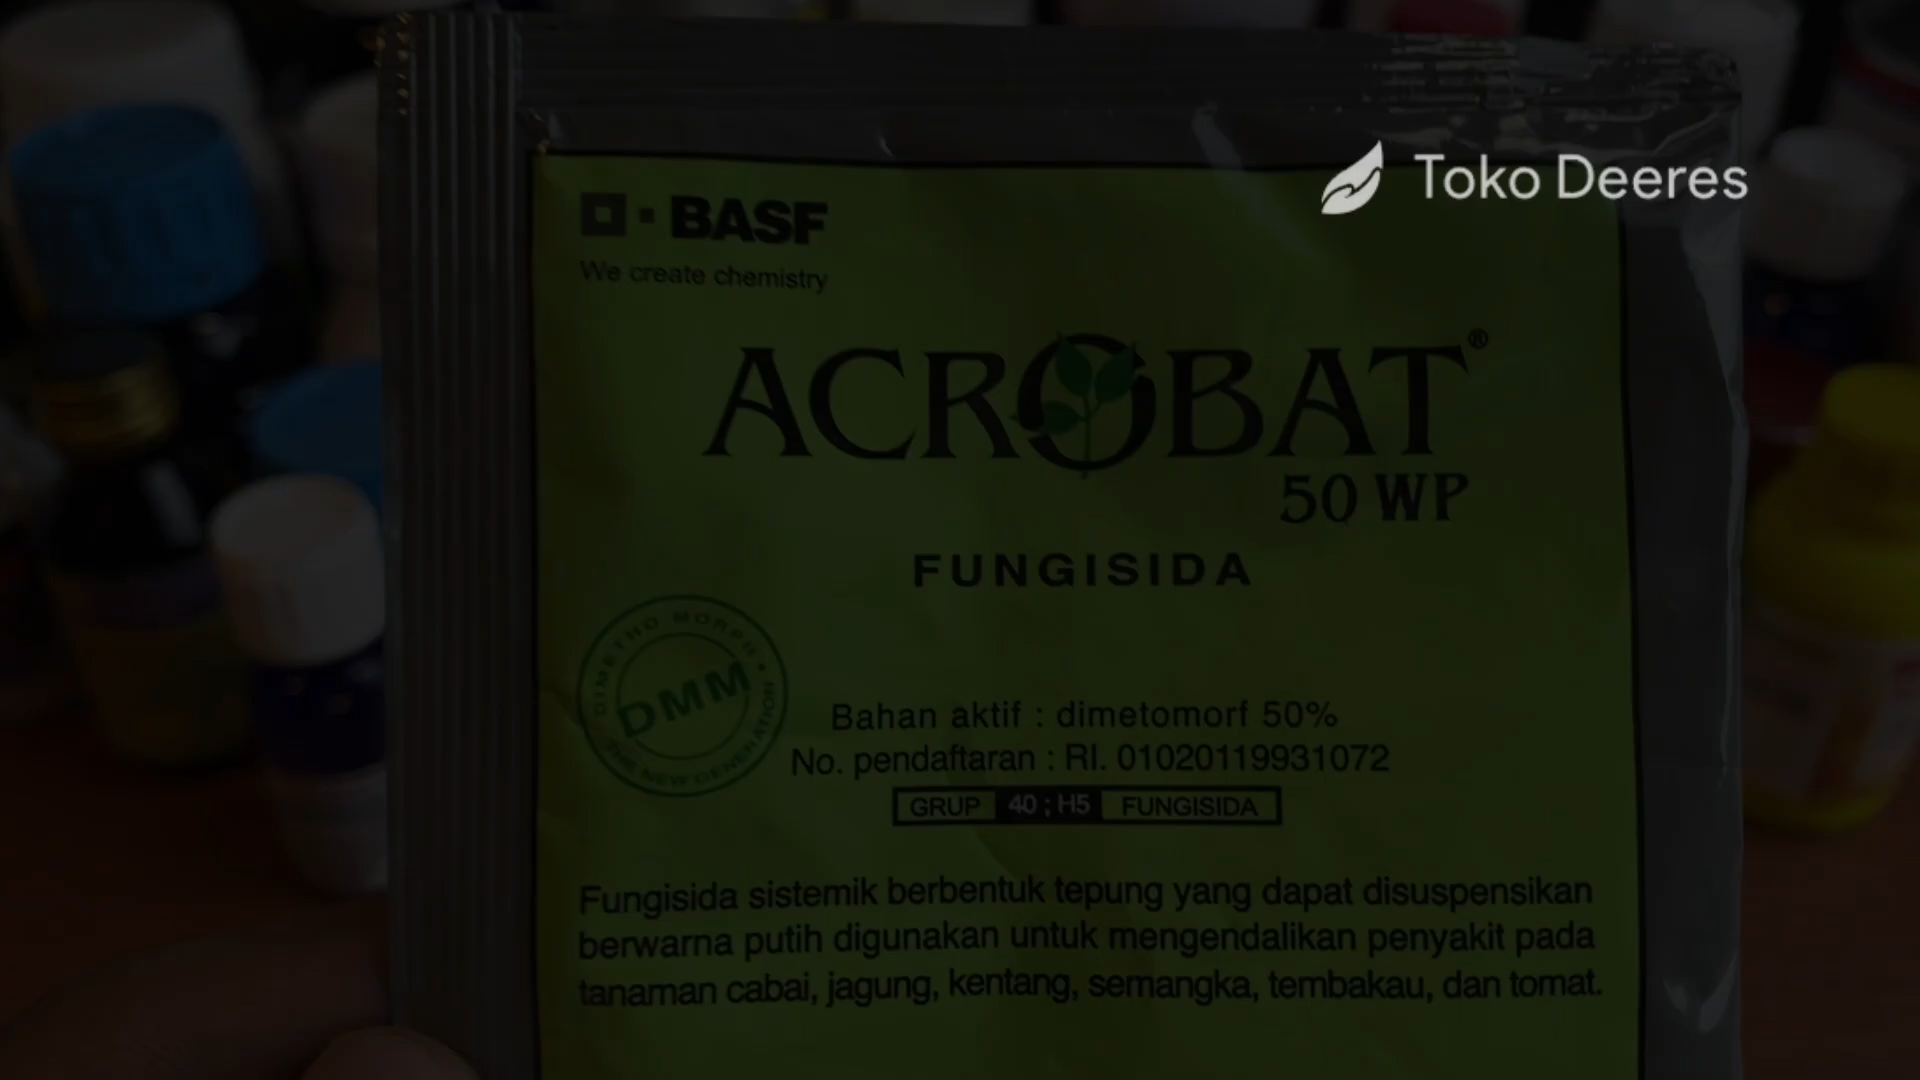 Toko Deeres
BASF
We create chemistry
ACROBAT®
50 WP
FUNGISIDA
DIMETHO MORPH • THE NEW GENERATION
DMM
Bahan aktif : dimetomorf 50%
No. pendaftaran : RI. 01020119931072
GRUP 40 ; H5 FUNGISIDA
Fungisida sistemik berbentuk tepung yang dapat disuspensikan
berwarna putih digunakan untuk mengendalikan penyakit pada
tanaman cabai, jagung, kentang, semangka, tembakau, dan tomat.